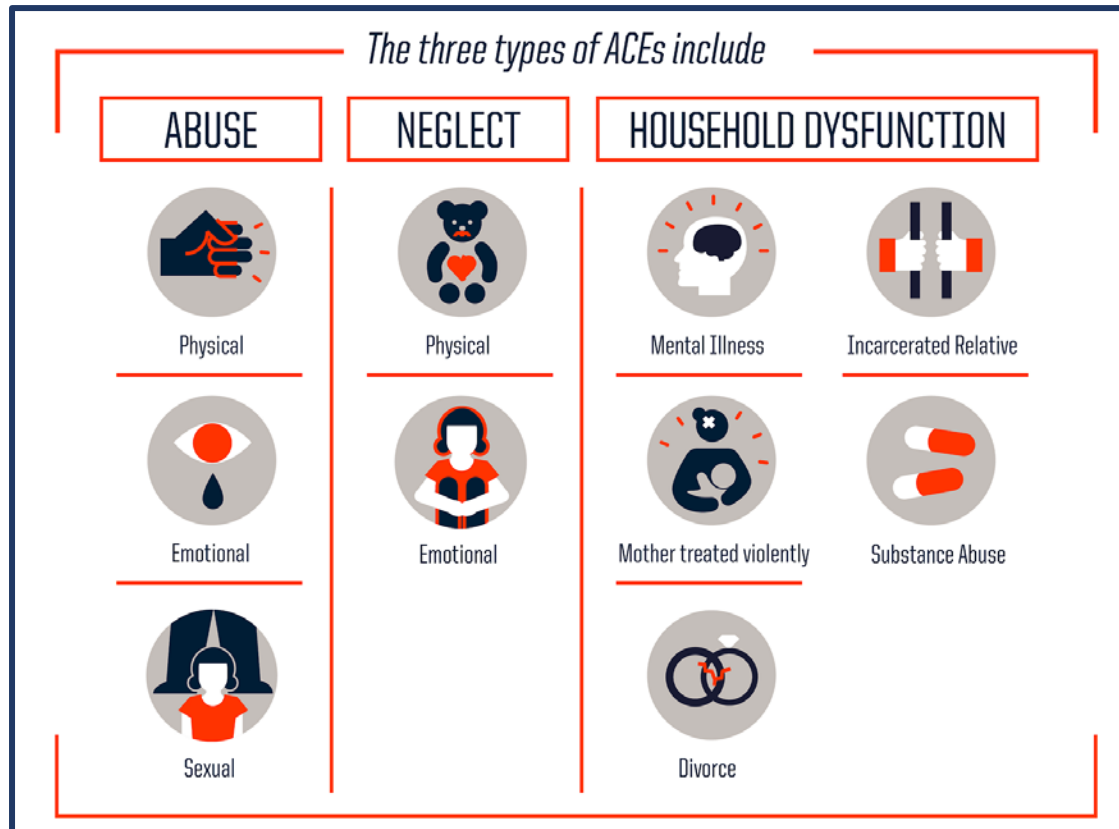 The three types of ACEs include
ABUSE
NEGLECT
HOUSEHOLD DYSFUNCTION
Physical
Emotional
Sexual
Physical
Emotional
Mental Illness
Incarcerated Relative
Mother treated violently
Substance Abuse
Divorce